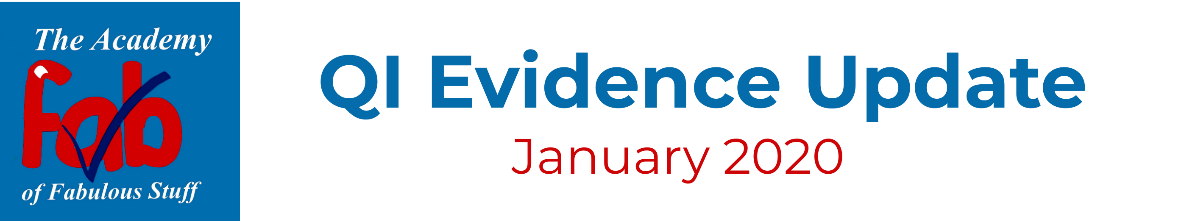 The Academy
fab
of Fabulous Stuff
QI Evidence Update
January 2020